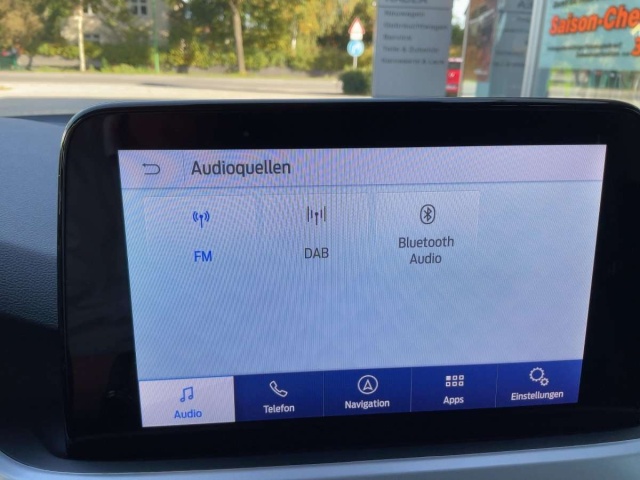 Saison-Che
Audioquellen
FM
DAB
Bluetooth
Audio
Audio
Telefon
Navigation
Apps
Einstellungen